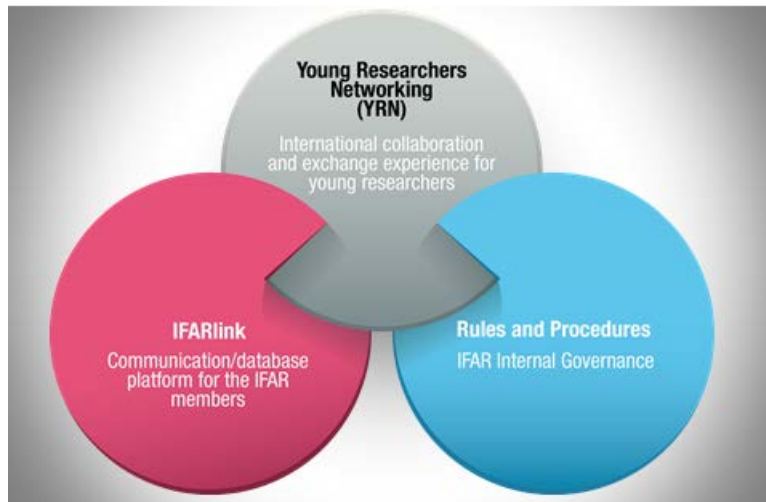 Young Researchers
Networking
(YRN)
International collaboration
and exchange experience for
young researchers
IFARlink
Communication/database
platform for the IFAR
members
Rules and Procedures
IFAR Internal Governance